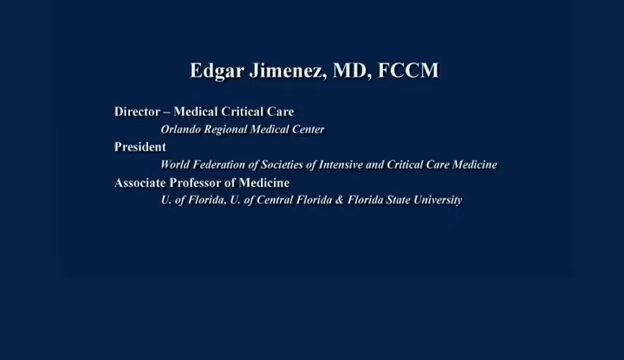 Edgar Jimenez, MD, FCCM
Director – Medical Critical Care
Orlando Regional Medical Center
President
World Federation of Societies of Intensive and Critical Care Medicine
Associate Professor of Medicine
U. of Florida, U. of Central Florida & Florida State University